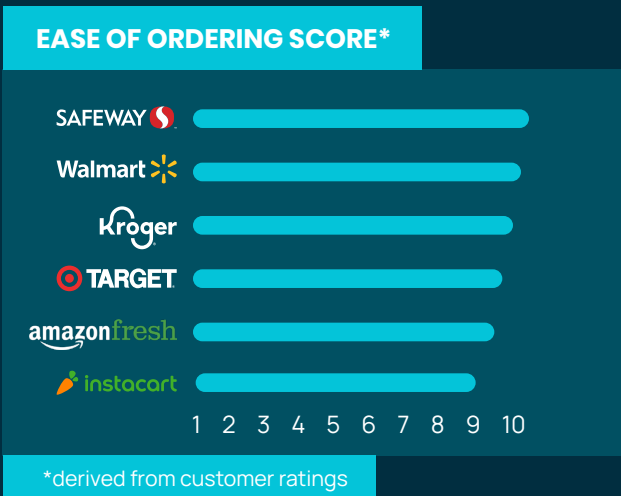 EASE OF ORDERING SCORE*
SAFEWAY
Walmart
Kroger
TARGET
amazonfresh
instacart
1 2 3 4 5 6 7 8 9 10
*derived from customer ratings